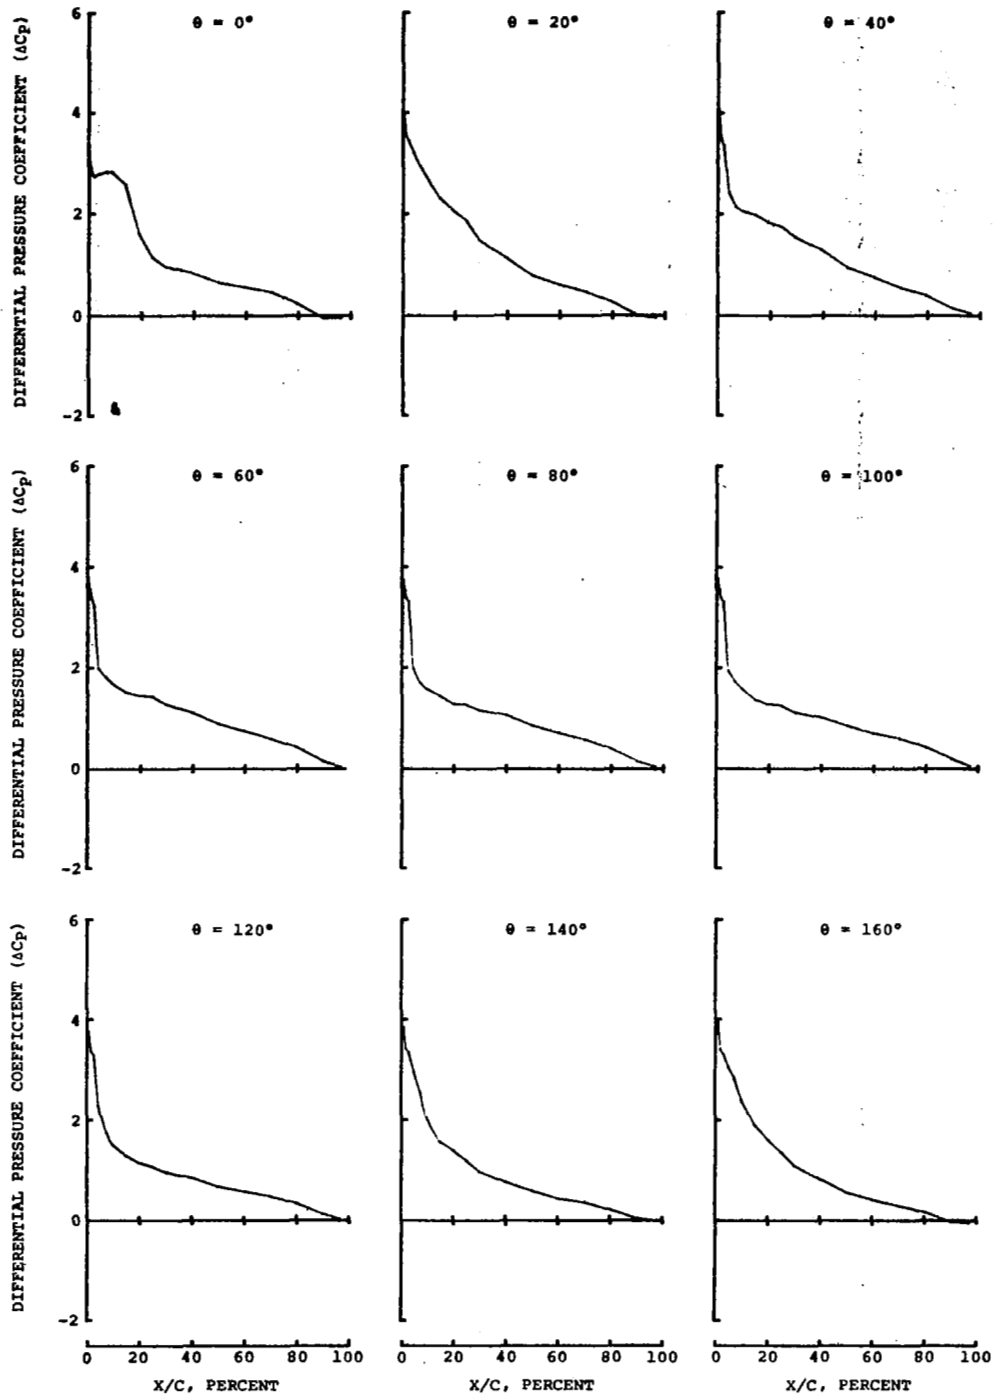 DIFFERENTIAL PRESSURE COEFFICIENT (ΔCp)
6
4
2
0
-2
θ = 0°
θ = 20°
θ = 40°
DIFFERENTIAL PRESSURE COEFFICIENT (ΔCp)
6
4
2
0
-2
θ = 60°
θ = 80°
θ = 100°
DIFFERENTIAL PRESSURE COEFFICIENT (ΔCp)
6
4
2
0
-2
θ = 120°
θ = 140°
θ = 160°
0 20 40 60 80 100
0 20 40 60 80 100
0 20 40 60 80 100
X/C, PERCENT
X/C, PERCENT
X/C, PERCENT